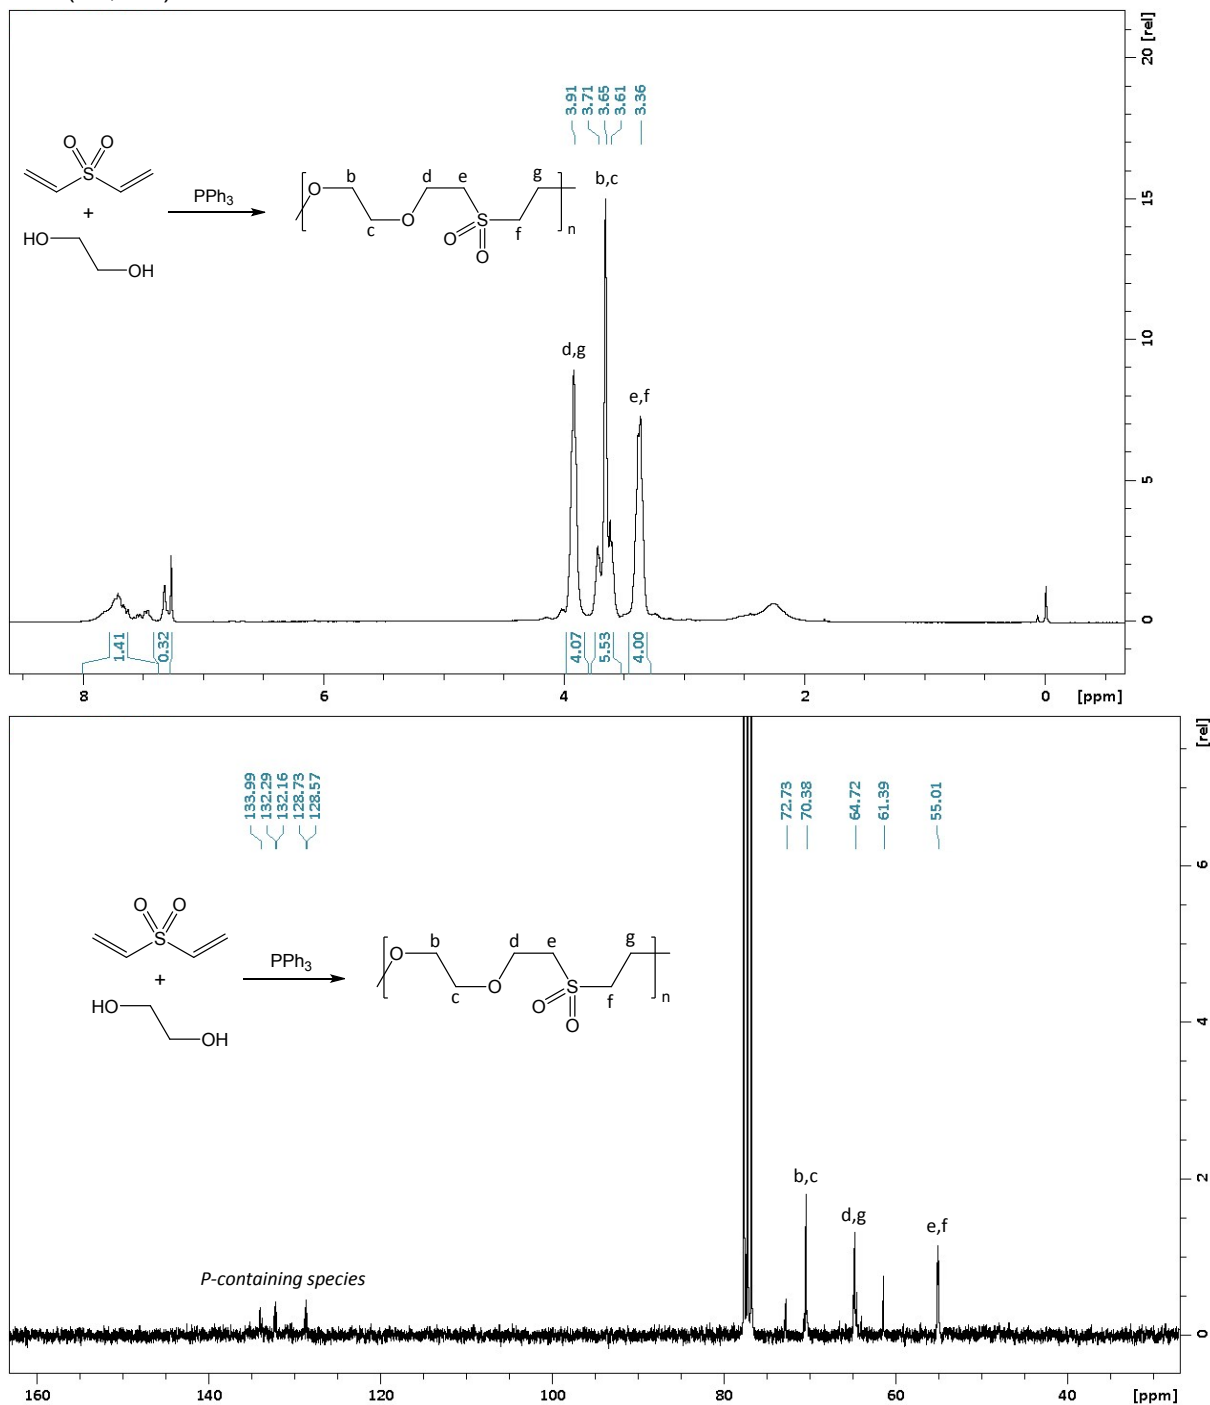 20 [rel]
3.91
3.71
3.65
3.61
3.36
O O
S
+
HO
OH
PPh3
O
b
c
O
d
e
S
O
O
f
g
n
b,c
15
d,g
10
e,f
5
0
1.41
0.32
4.07
5.53
4.00
8 6 4 2 0 [ppm]
[rel]
133.99
132.29
132.16
128.73
128.57
72.73
70.38
64.72
61.39
55.01
6
O O
S
+
HO
OH
PPh3
O
b
c
O
d
e
S
O
O
f
g
n
4
2
b,c
d,g
e,f
P-containing species
0
160 140 120 100 80 60 40 [ppm]